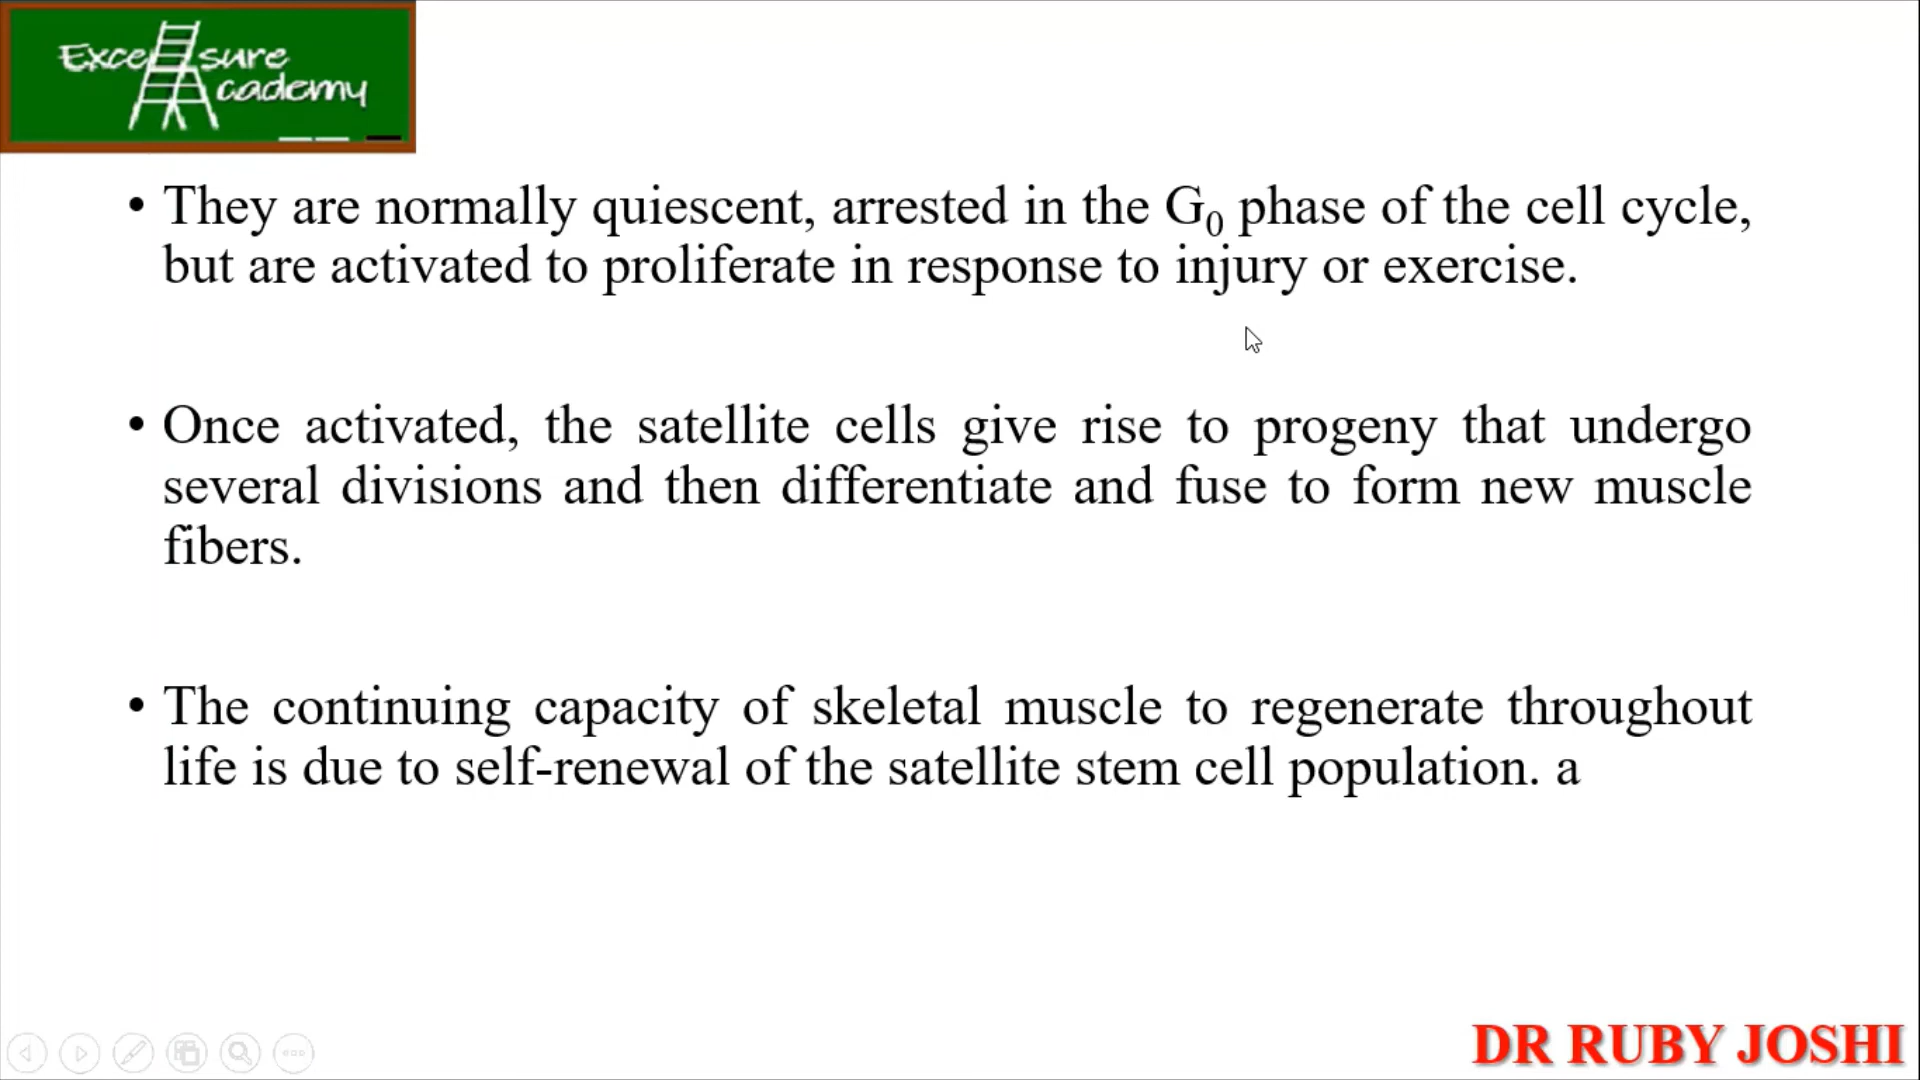 Excellsure
Academy
• They are normally quiescent, arrested in the G₀ phase of the cell cycle,
but are activated to proliferate in response to injury or exercise.
• Once activated, the satellite cells give rise to progeny that undergo
several divisions and then differentiate and fuse to form new muscle
fibers.
• The continuing capacity of skeletal muscle to regenerate throughout
life is due to self-renewal of the satellite stem cell population. a
DR RUBY JOSHI